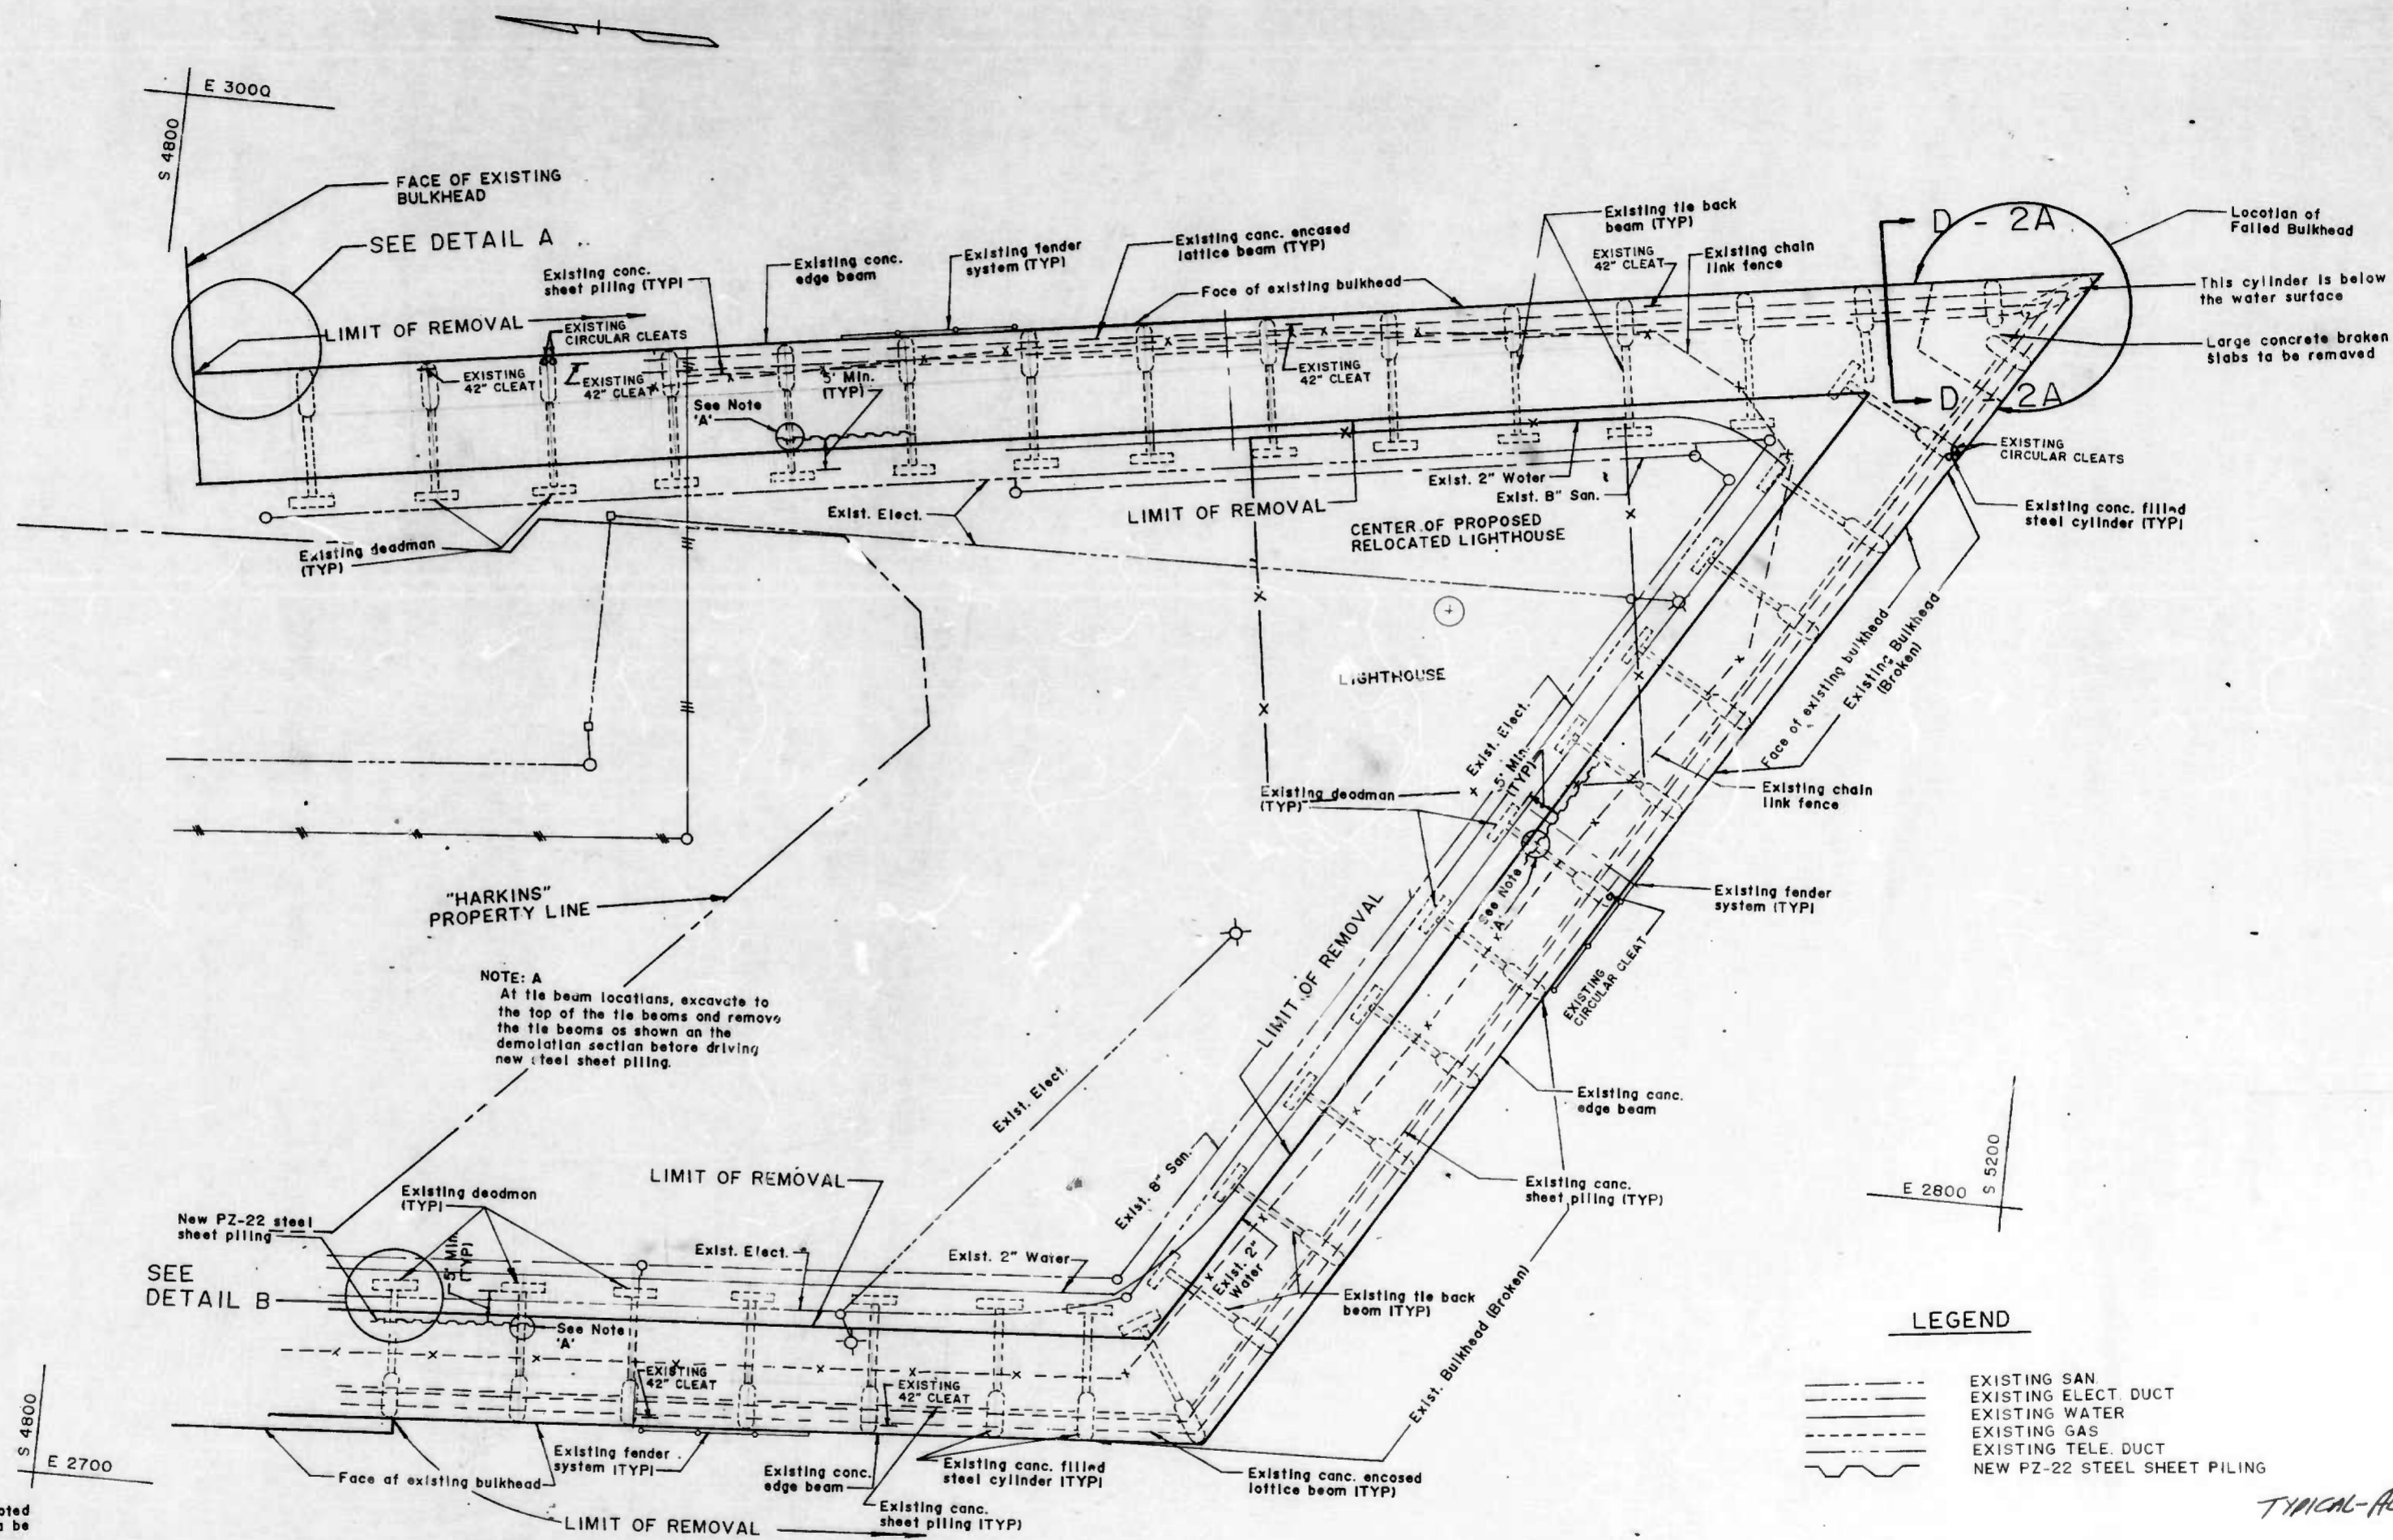 E 3000
S 4800
FACE OF EXISTING
BULKHEAD
SEE DETAIL A
LIMIT OF REMOVAL
Existing conc.
sheet piling (TYP)
EXISTING
CIRCULAR CLEATS
EXISTING
42" CLEAT
EXISTING
42" CLEAT
Existing conc.
edge beam
Existing fender
system (TYP)
Existing conc. encased
lattice beam (TYP)
Face of existing bulkhead
Existing tie back
beam (TYP)
EXISTING
42" CLEAT
Existing chain
link fence
D - 2A
Location of
Failed Bulkhead
This cylinder is below
the water surface
Large concrete broken
slabs to be removed
D - 2A
5' Min.
(TYP)
See Note
'A'
EXISTING
42" CLEAT
EXISTING
CIRCULAR CLEATS
Existing conc. filled
steel cylinder (TYP)
Exist. 2" Water
Exist. 8" San.
LIMIT OF REMOVAL
Exist. Elect.
CENTER OF PROPOSED
RELOCATED LIGHTHOUSE
Existing deadman
(TYP)
LIGHTHOUSE
Face of existing bulkhead
Existing Bulkhead
(Broken)
Exist. Elect.
5' Min.
(TYP)
Existing deadman
(TYP)
Existing chain
link fence
See Note
'A'
Existing fender
system (TYP)
EXISTING
CIRCULAR CLEAT
"HARKINS"
PROPERTY LINE
NOTE: A
At tie beam locations, excavate to
the top of the tie beams and remove
the tie beams as shown on the
demolition section before driving
new steel sheet piling.
LIMIT OF REMOVAL
Exist. Elect.
Existing conc.
edge beam
Existing conc.
sheet piling (TYP)
Exist. 8" San.
E 2800
S 5200
LIMIT OF REMOVAL
Existing deadman
(TYP)
New PZ-22 steel
sheet piling
5' Min.
(TYP)
SEE
DETAIL B
Exist. Elect.
Exist. 2" Water
Exist. 2"
Water
Existing tie back
beam (TYP)
See Note
'A'
EXISTING
42" CLEAT
EXISTING
42" CLEAT
Exist. Bulkhead (Broken)
S 4800
E 2700
Face of existing bulkhead
Existing fender
system (TYP)
Existing conc.
edge beam
Existing conc. filled
steel cylinder (TYP)
Existing conc.
sheet piling (TYP)
Existing conc. encased
lattice beam (TYP)
LIMIT OF REMOVAL
LEGEND
EXISTING SAN.
EXISTING ELECT. DUCT
EXISTING WATER
EXISTING GAS
EXISTING TELE. DUCT
NEW PZ-22 STEEL SHEET PILING
be
TYPICAL-